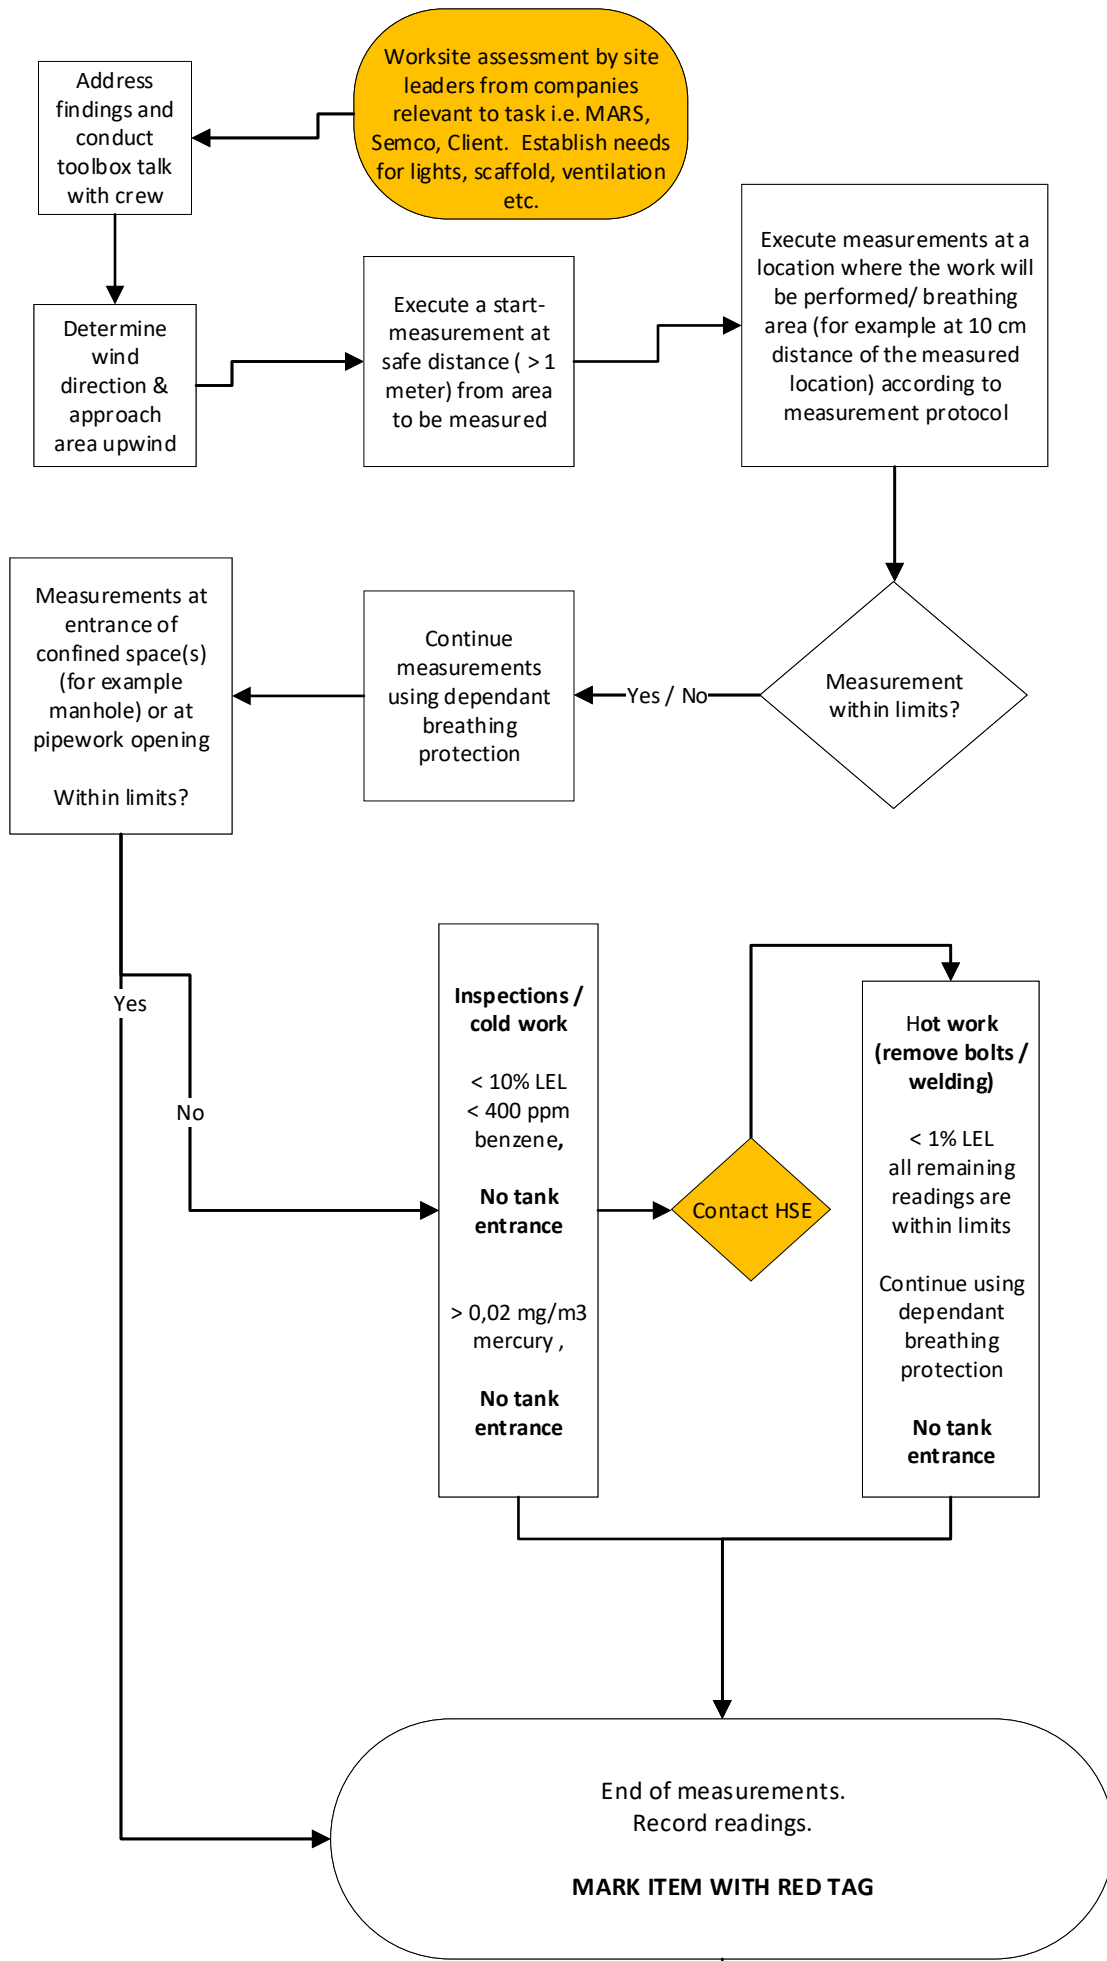 Worksite assessment by site
leaders from companies
relevant to task i.e. MARS,
Semco, Client.  Establish needs
for lights, scaffold, ventilation
etc.
Address
findings and
conduct
toolbox talk
with crew
Determine
wind
direction &
approach
area upwind
Execute a start-
measurement at
safe distance ( > 1
meter) from area
to be measured
Execute measurements at a
location where the work will
be performed/ breathing
area (for example at 10 cm
distance of the measured
location) according to
measurement protocol
Measurement
within limits?
Yes / No
Continue
measurements
using dependant
breathing
protection
Measurements at
entrance of
confined space(s)
(for example
manhole) or at
pipework opening
Within limits?
Yes
No
Inspections /
cold work
< 10% LEL
< 400 ppm
benzene,
No tank
entrance
> 0,02 mg/m3
mercury ,
No tank
entrance
Contact HSE
Hot work
(remove bolts /
welding)
< 1% LEL
all remaining
readings are
within limits
Continue using
dependant
breathing
protection
No tank
entrance
End of measurements.
Record readings.
MARK ITEM WITH RED TAG